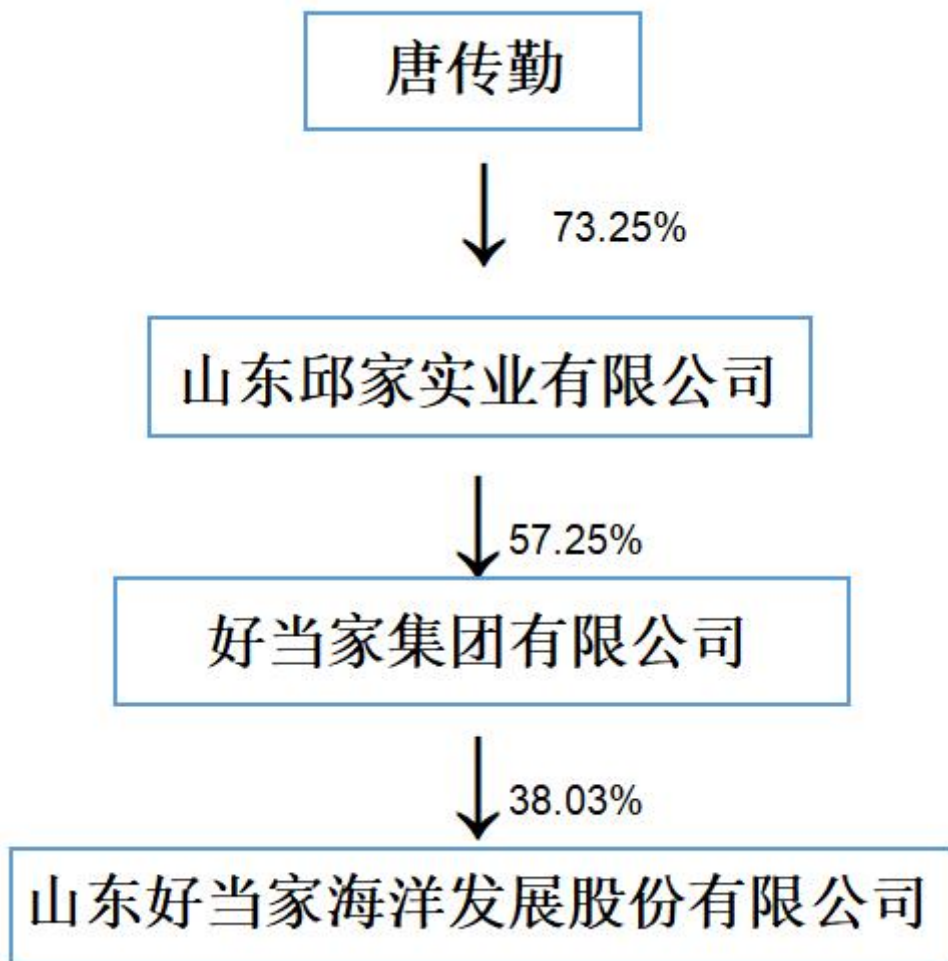 唐传勤
73.25%
山东邱家实业有限公司
57.25%
好当家集团有限公司
38.03%
山东好当家海洋发展股份有限公司